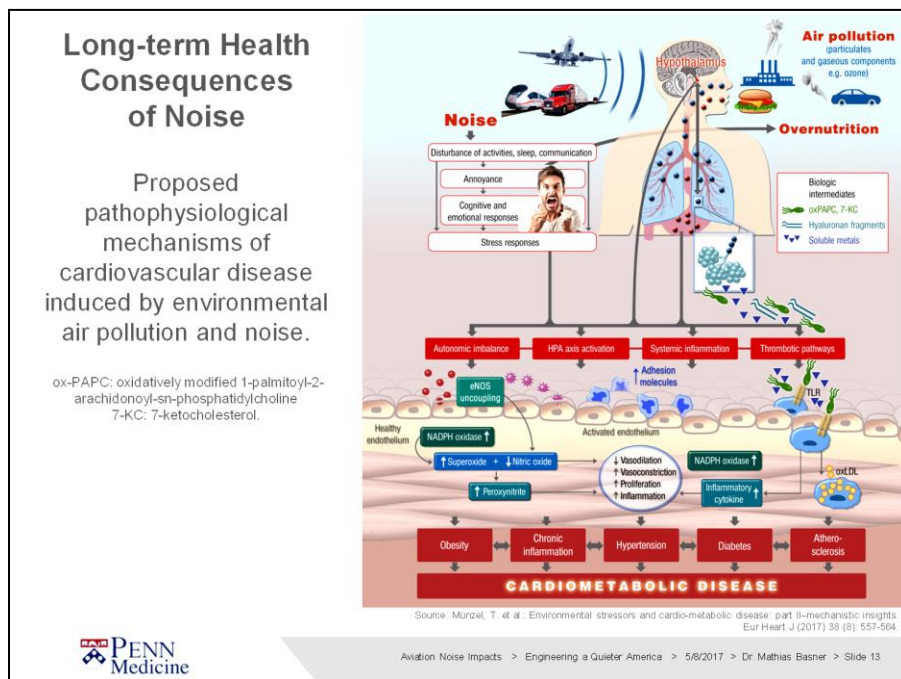 Long-term Health
Consequences
of Noise
Proposed
pathophysiological
mechanisms of
cardiovascular disease
induced by environmental
air pollution and noise.
ox-PAPC: oxidatively modified 1-palmitoyl-2-
arachidonoyl-sn-phosphatidylcholine
7-KC: 7-ketocholesterol.
Hypothalamus
Air pollution
(particulates
and gaseous components
e.g. ozone)
Noise
Overnutrition
Disturbance of activities, sleep, communication
Annoyance
Cognitive and
emotional responses
Stress responses
Biologic
intermediates
oxPAPC, 7-KC
Hyaluronan fragments
Soluble metals
Autonomic imbalance
HPA axis activation
Systemic inflammation
Thrombotic pathways
eNOS
uncoupling
↑ Adhesion
molecules
TLR
Healthy
endothelium
Activated endothelium
NADPH oxidase ↑
↑ Superoxide + ↓ Nitric oxide
↑ Peroxynitrite
↓ Vasodilation
↑ Vasoconstriction
↑ Proliferation
↑ Inflammation
NADPH oxidase ↑
Inflammatory
cytokine ↑
oxLDL
Obesity
Chronic
inflammation
Hypertension
Diabetes
Athero-
sclerosis
CARDIOMETABOLIC DISEASE
Source: Münzel, T. et al.: Environmental stressors and cardio-metabolic disease: part II–mechanistic insights.
Eur Heart J (2017) 38 (8): 557-564.
PENN
Medicine
Aviation Noise Impacts > Engineering a Quieter America > 5/8/2017 > Dr. Mathias Basner > Slide 13